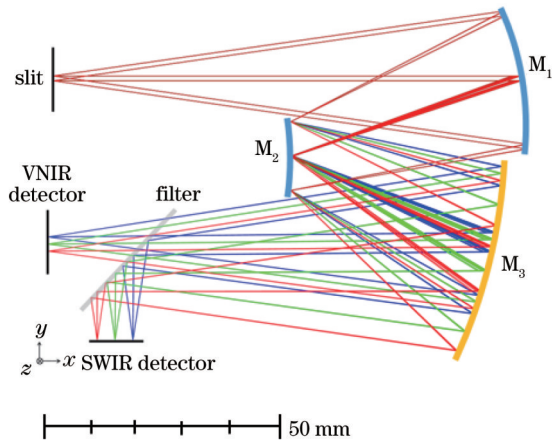 slit
M1
M2
VNIR
detector
filter
M3
y
z
x
SWIR detector
50 mm